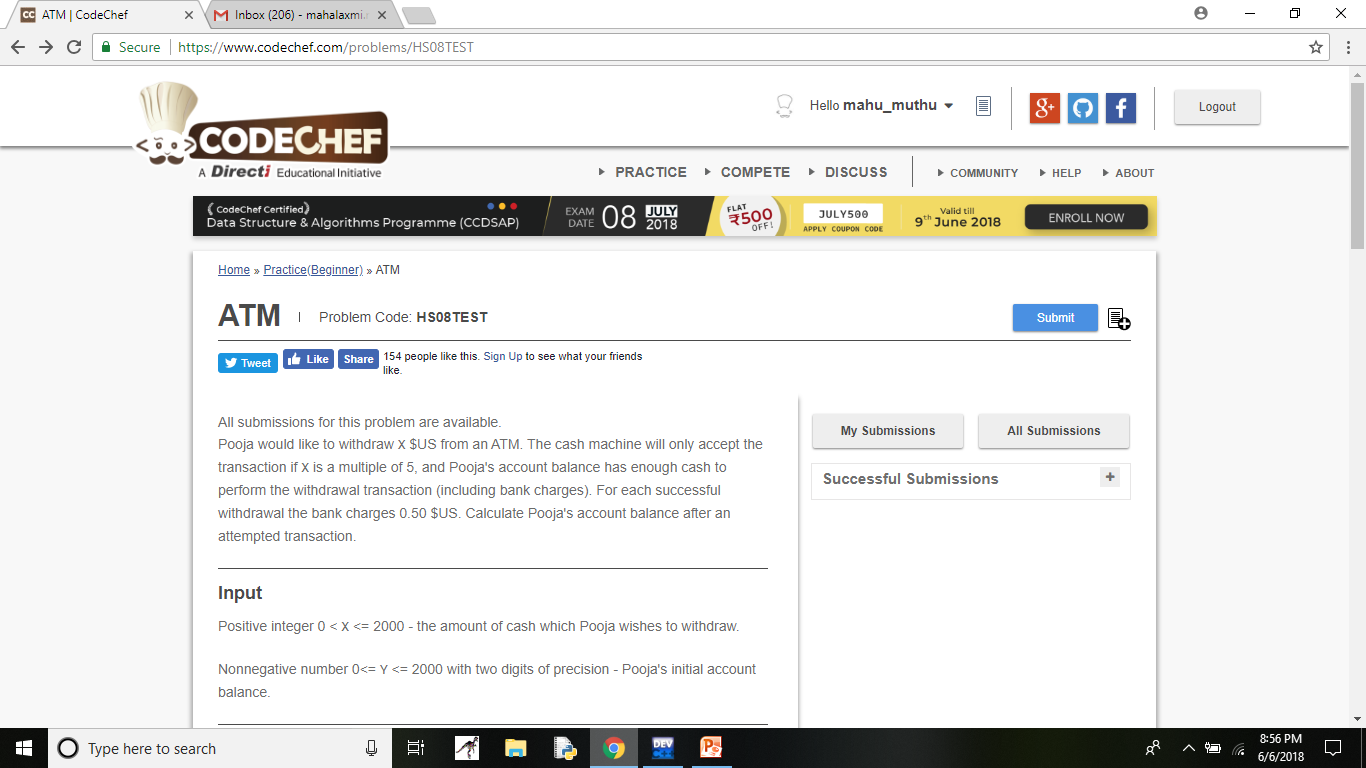 ATM | CodeChef
Inbox (206) - mahalaxmi.
Secure
https://www.codechef.com/problems/HS08TEST
CODECHEF
A Directi Educational Initiative
Hello mahu_muthu
Logout
PRACTICE COMPETE DISCUSS COMMUNITY HELP ABOUT
CodeChef Certified
Data Structure & Algorithms Programme (CCDSAP)
EXAM DATE 08 JULY 2018
FLAT ₹500 OFF!
JULY500
APPLY COUPON CODE
Valid till
9th June 2018
ENROLL NOW
Home » Practice(Beginner) » ATM
ATM
Problem Code: HS08TEST
Submit
Tweet
Like
Share
154 people like this. Sign Up to see what your friends
like.
All submissions for this problem are available.
Pooja would like to withdraw X $US from an ATM. The cash machine will only accept the
transaction if X is a multiple of 5, and Pooja's account balance has enough cash to
perform the withdrawal transaction (including bank charges). For each successful
withdrawal the bank charges 0.50 $US. Calculate Pooja's account balance after an
attempted transaction.
Input
Positive integer 0 < X <= 2000 - the amount of cash which Pooja wishes to withdraw.
Nonnegative number 0<= Y <= 2000 with two digits of precision - Pooja's initial account
balance.
My Submissions
All Submissions
Successful Submissions
+
Type here to search
DEV
8:56 PM
6/6/2018